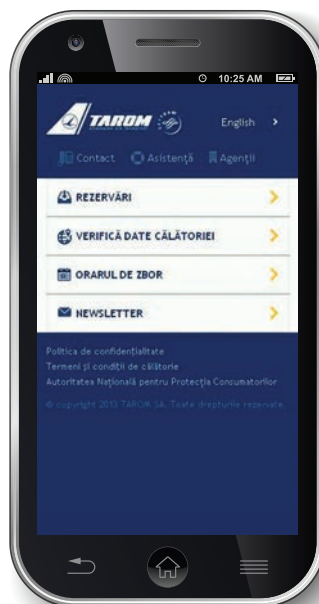 10:25 AM
TAROM
English
Contact Asistență Agenții
REZERVĂRI
VERIFICĂ DATE CĂLĂTORIEI
ORARUL DE ZBOR
NEWSLETTER
Politica de confidențialitate
Termeni și condiții de călătorie
Autoritatea Națională pentru Protecția Consumatorilor
© copyright 2013 TAROM SA. Toate drepturile rezervate.